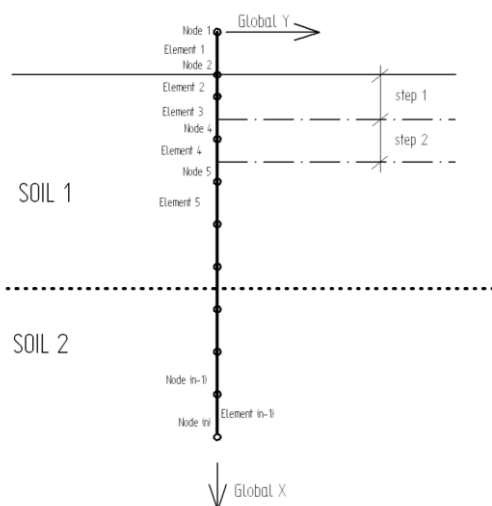 Global Y
Node 1
Element 1
Node 2
Element 2
step 1
Element 3
Node 4
step 2
Element 4
Node 5
SOIL 1
Element 5
SOIL 2
Node (n-1)
Element (n-1)
Node (n)
Global X